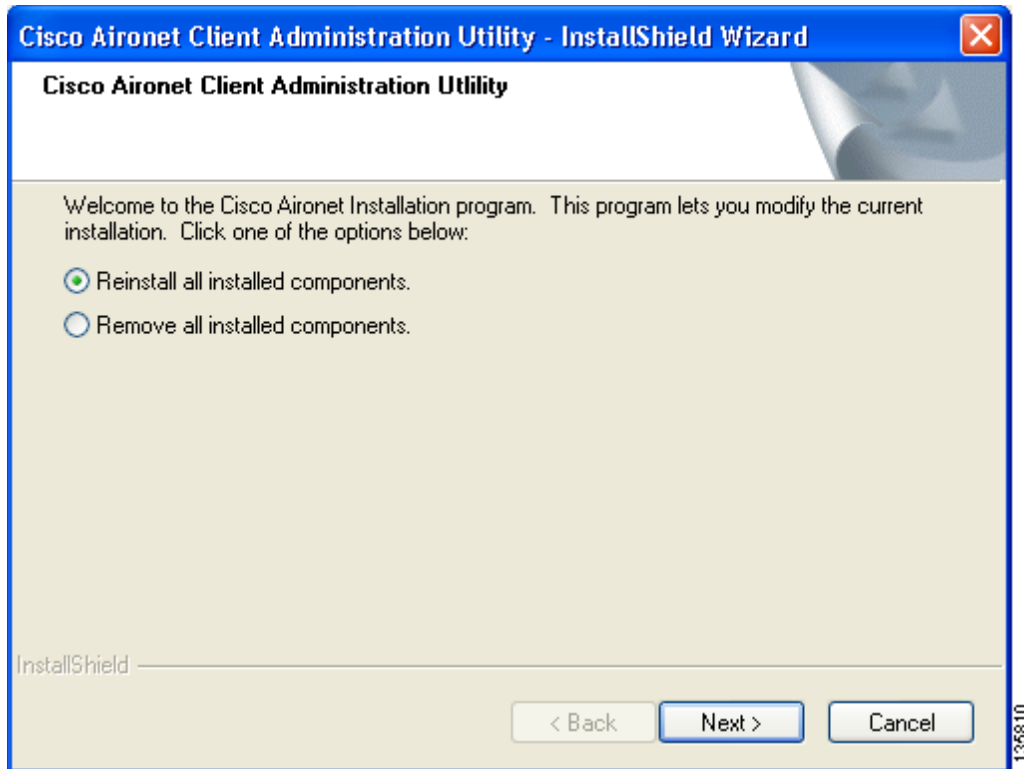 Cisco Aironet Client Administration Utility - InstallShield Wizard
Cisco Aironet Client Administration Utlility
Welcome to the Cisco Aironet Installation program. This program lets you modify the current
installation. Click one of the options below:
Reinstall all installed components.
Remove all installed components.
InstallShield
< Back
Next >
Cancel
135810